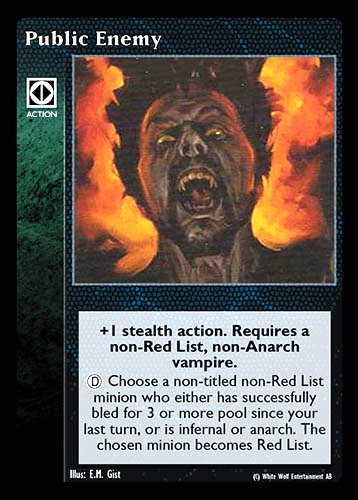 Public Enemy
ACTION
+1 stealth action. Requires a
non-Red List, non-Anarch
vampire.
Ⓓ Choose a non-titled non-Red List
minion who either has successfully
bled for 3 or more pool since your
last turn, or is infernal or anarch. The
chosen minion becomes Red List.
Illus: E.M. Gist
(C) White Wolf Entertainment AB